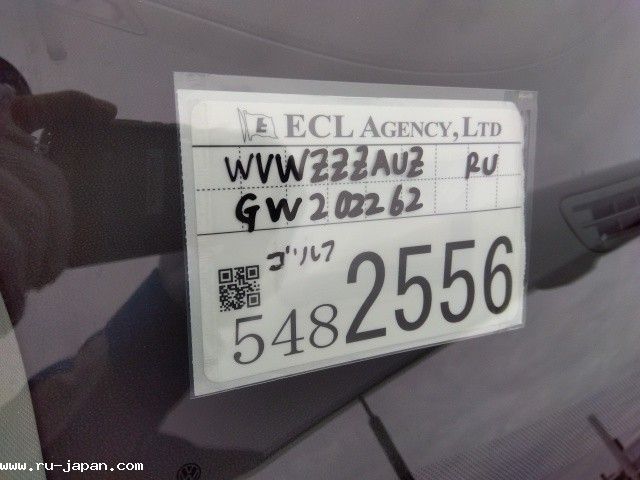 E ECL AGENCY, LTD
WVWZZZAUZ RU
GW202262
ゴルフ
5482556
www.ru-japan.com